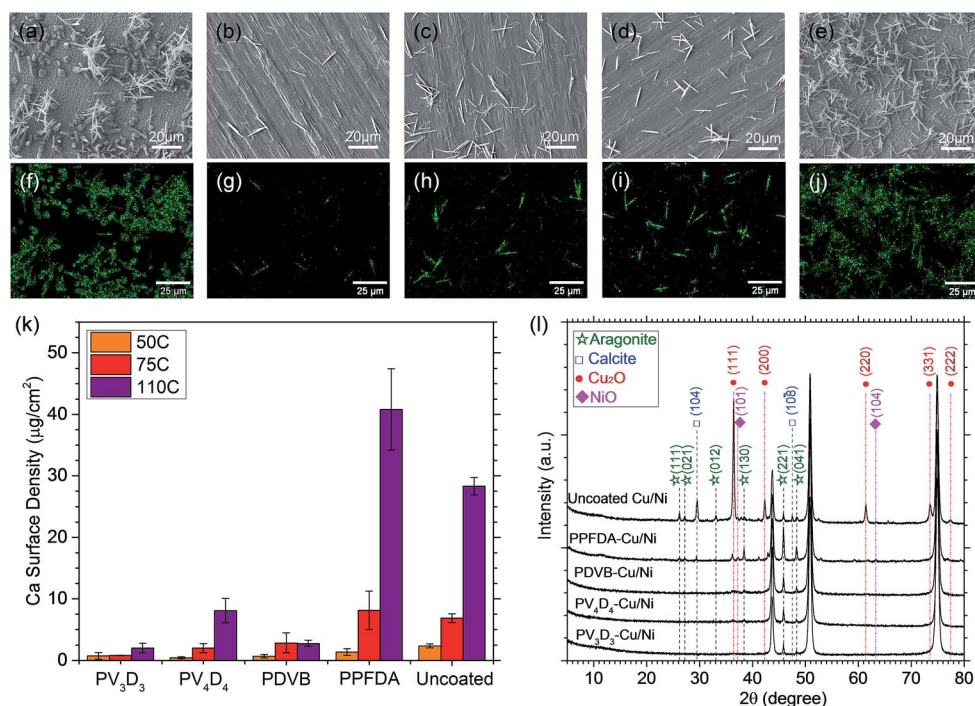 (a)
(b)
(c)
(d)
(e)
20μm
20μm
20μm
20μm
20μm
(f)
(g)
(h)
(i)
(j)
25 μm
25 μm
25 μm
25 μm
25 μm
(k)
50C
75C
110C
Ca Surface Density (μg/cm²)
50
40
30
20
10
0
PV₃D₃
PV₄D₄
PDVB
PPFDA
Uncoated
(l)
Aragonite
Calcite
Cu₂O
NiO
(111)
(021)
(104)
(012)
(111)
(101)
(130)
(200)
(221)
(108)
(041)
(220)
(104)
(331)
(222)
Uncoated Cu/Ni
PPFDA-Cu/Ni
PDVB-Cu/Ni
PV₄D₄-Cu/Ni
PV₃D₃-Cu/Ni
Intensity (a.u.)
10 20 30 40 50 60 70 80
2θ (degree)